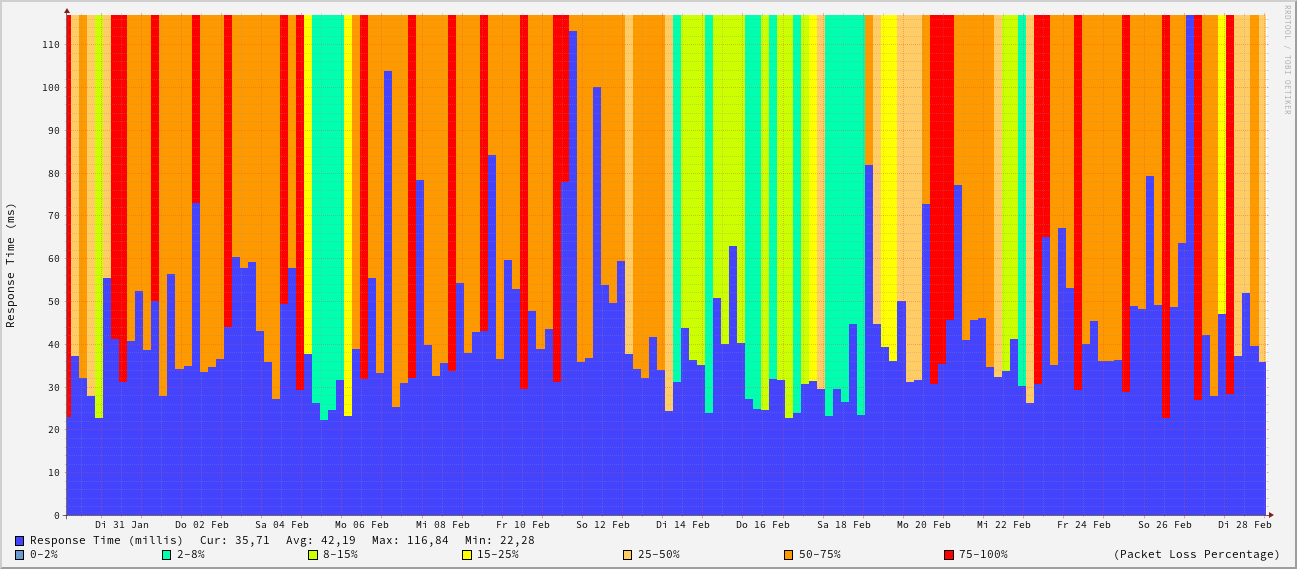 RRDTOOL / TOBI OETIKER
Response Time (ms)
110
100
90
80
70
60
50
40
30
20
10
0
Di 31 Jan Do 02 Feb Sa 04 Feb Mo 06 Feb Mi 08 Feb Fr 10 Feb So 12 Feb Di 14 Feb Do 16 Feb Sa 18 Feb Mo 20 Feb Mi 22 Feb Fr 24 Feb So 26 Feb Di 28 Feb
Response Time (millis) Cur: 35,71 Avg: 42,19 Max: 116,84 Min: 22,28
0-2% 2-8% 8-15% 15-25% 25-50% 50-75% 75-100% (Packet Loss Percentage)